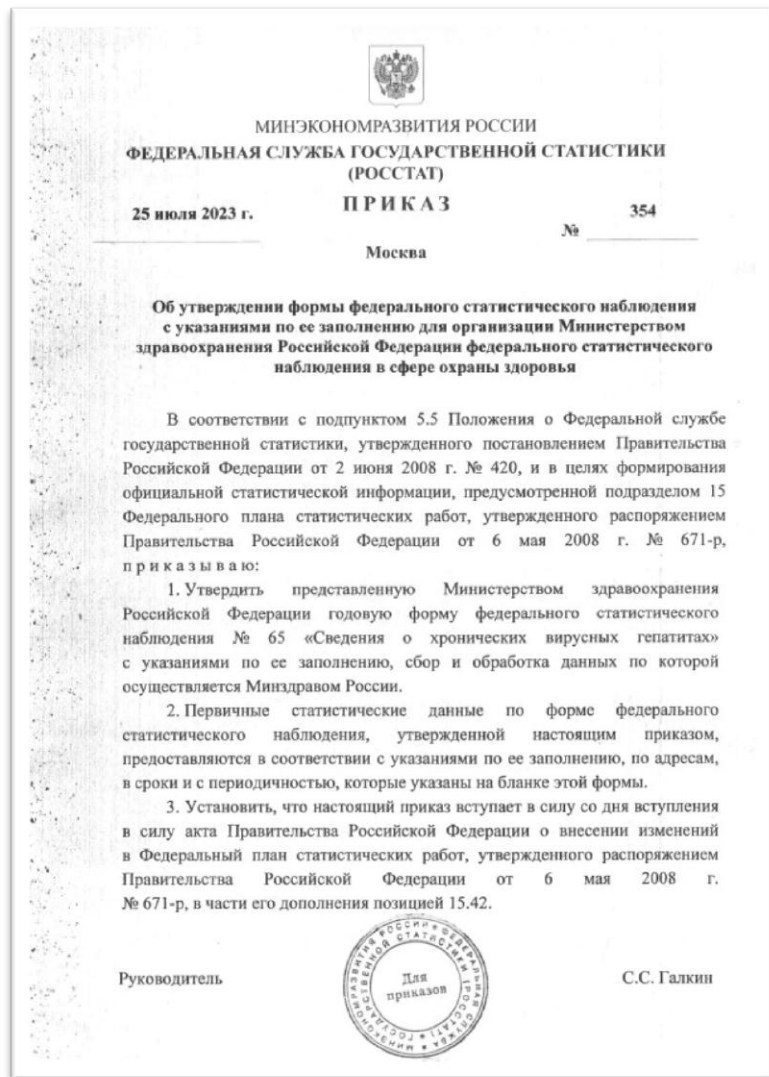 МИНЭКОНОМРАЗВИТИЯ РОССИИ
ФЕДЕРАЛЬНАЯ СЛУЖБА ГОСУДАРСТВЕННОЙ СТАТИСТИКИ
(РОССТАТ)
ПРИКАЗ
25 июля 2023 г.
№ 354
Москва
Об утверждении формы федерального статистического наблюдения
с указаниями по ее заполнению для организации Министерством
здравоохранения Российской Федерации федерального статистического
наблюдения в сфере охраны здоровья
В соответствии с подпунктом 5.5 Положения о Федеральной службе
государственной статистики, утвержденного постановлением Правительства
Российской Федерации от 2 июня 2008 г. № 420, и в целях формирования
официальной статистической информации, предусмотренной подразделом 15
Федерального плана статистических работ, утвержденного распоряжением
Правительства Российской Федерации от 6 мая 2008 г. № 671-р,
приказываю:
1. Утвердить представленную Министерством здравоохранения
Российской Федерации годовую форму федерального статистического
наблюдения № 65 «Сведения о хронических вирусных гепатитах»
с указаниями по ее заполнению, сбор и обработка данных по которой
осуществляется Минздравом России.
2. Первичные статистические данные по форме федерального
статистического наблюдения, утвержденной настоящим приказом,
предоставляются в соответствии с указаниями по ее заполнению, по адресам,
в сроки и с периодичностью, которые указаны на бланке этой формы.
3. Установить, что настоящий приказ вступает в силу со дня вступления
в силу акта Правительства Российской Федерации о внесении изменений
в Федеральный план статистических работ, утвержденного распоряжением
Правительства Российской Федерации от 6 мая 2008 г.
№ 671-р, в части его дополнения позицией 15.42.
Руководитель
МИНЭКОНОМРАЗВИТИЯ РОССИИ * ФЕДЕРАЛЬНАЯ СЛУЖБА
ГОСУДАРСТВЕННОЙ СТАТИСТИКИ (РОССТАТ)
Для
приказов
С.С. Галкин